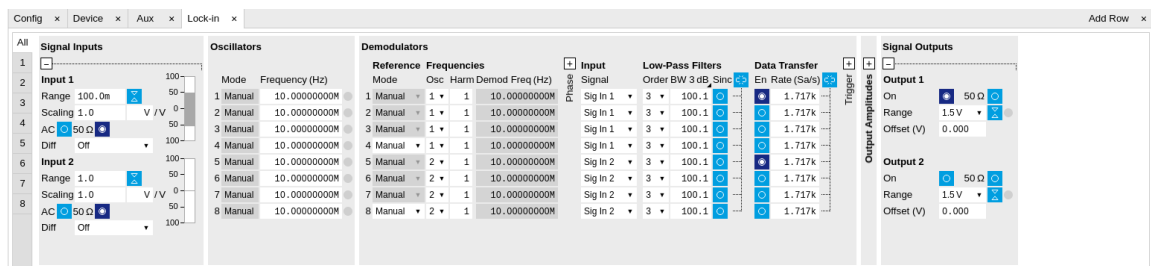 Config × Device × Aux × Lock-in × Add Row ×
All Signal Inputs Oscillators Demodulators Signal Outputs
1 2 3 4 5 6 7 8
Input 1
Range 100.0m
Scaling 1.0 V / V
AC 50 Ω
Diff Off
100 50 0 50 100
Input 2
Range 1.0
Scaling 1.0 V / V
AC 50 Ω
Diff Off
100 50 0 50 100
Mode Frequency (Hz)
1 Manual 10.00000000M
2 Manual 10.00000000M
3 Manual 10.00000000M
4 Manual 10.00000000M
5 Manual 10.00000000M
6 Manual 10.00000000M
7 Manual 10.00000000M
8 Manual 10.00000000M
Reference Frequencies Input Low-Pass Filters Data Transfer
Mode Osc Harm Demod Freq (Hz) Phase Signal Order BW 3 dB Sinc En Rate (Sa/s) Trigger
1 Manual 1 1 10.00000000M Sig In 1 3 100.1 1.717k
2 Manual 1 1 10.00000000M Sig In 1 3 100.1 1.717k
3 Manual 1 1 10.00000000M Sig In 1 3 100.1 1.717k
4 Manual 1 1 10.00000000M Sig In 1 3 100.1 1.717k
5 Manual 2 1 10.00000000M Sig In 2 3 100.1 1.717k
6 Manual 2 1 10.00000000M Sig In 2 3 100.1 1.717k
7 Manual 2 1 10.00000000M Sig In 2 3 100.1 1.717k
8 Manual 2 1 10.00000000M Sig In 2 3 100.1 1.717k
Output Amplitudes
Output 1
On 50 Ω
Range 1.5 V
Offset (V) 0.000
Output 2
On 50 Ω
Range 1.5 V
Offset (V) 0.000